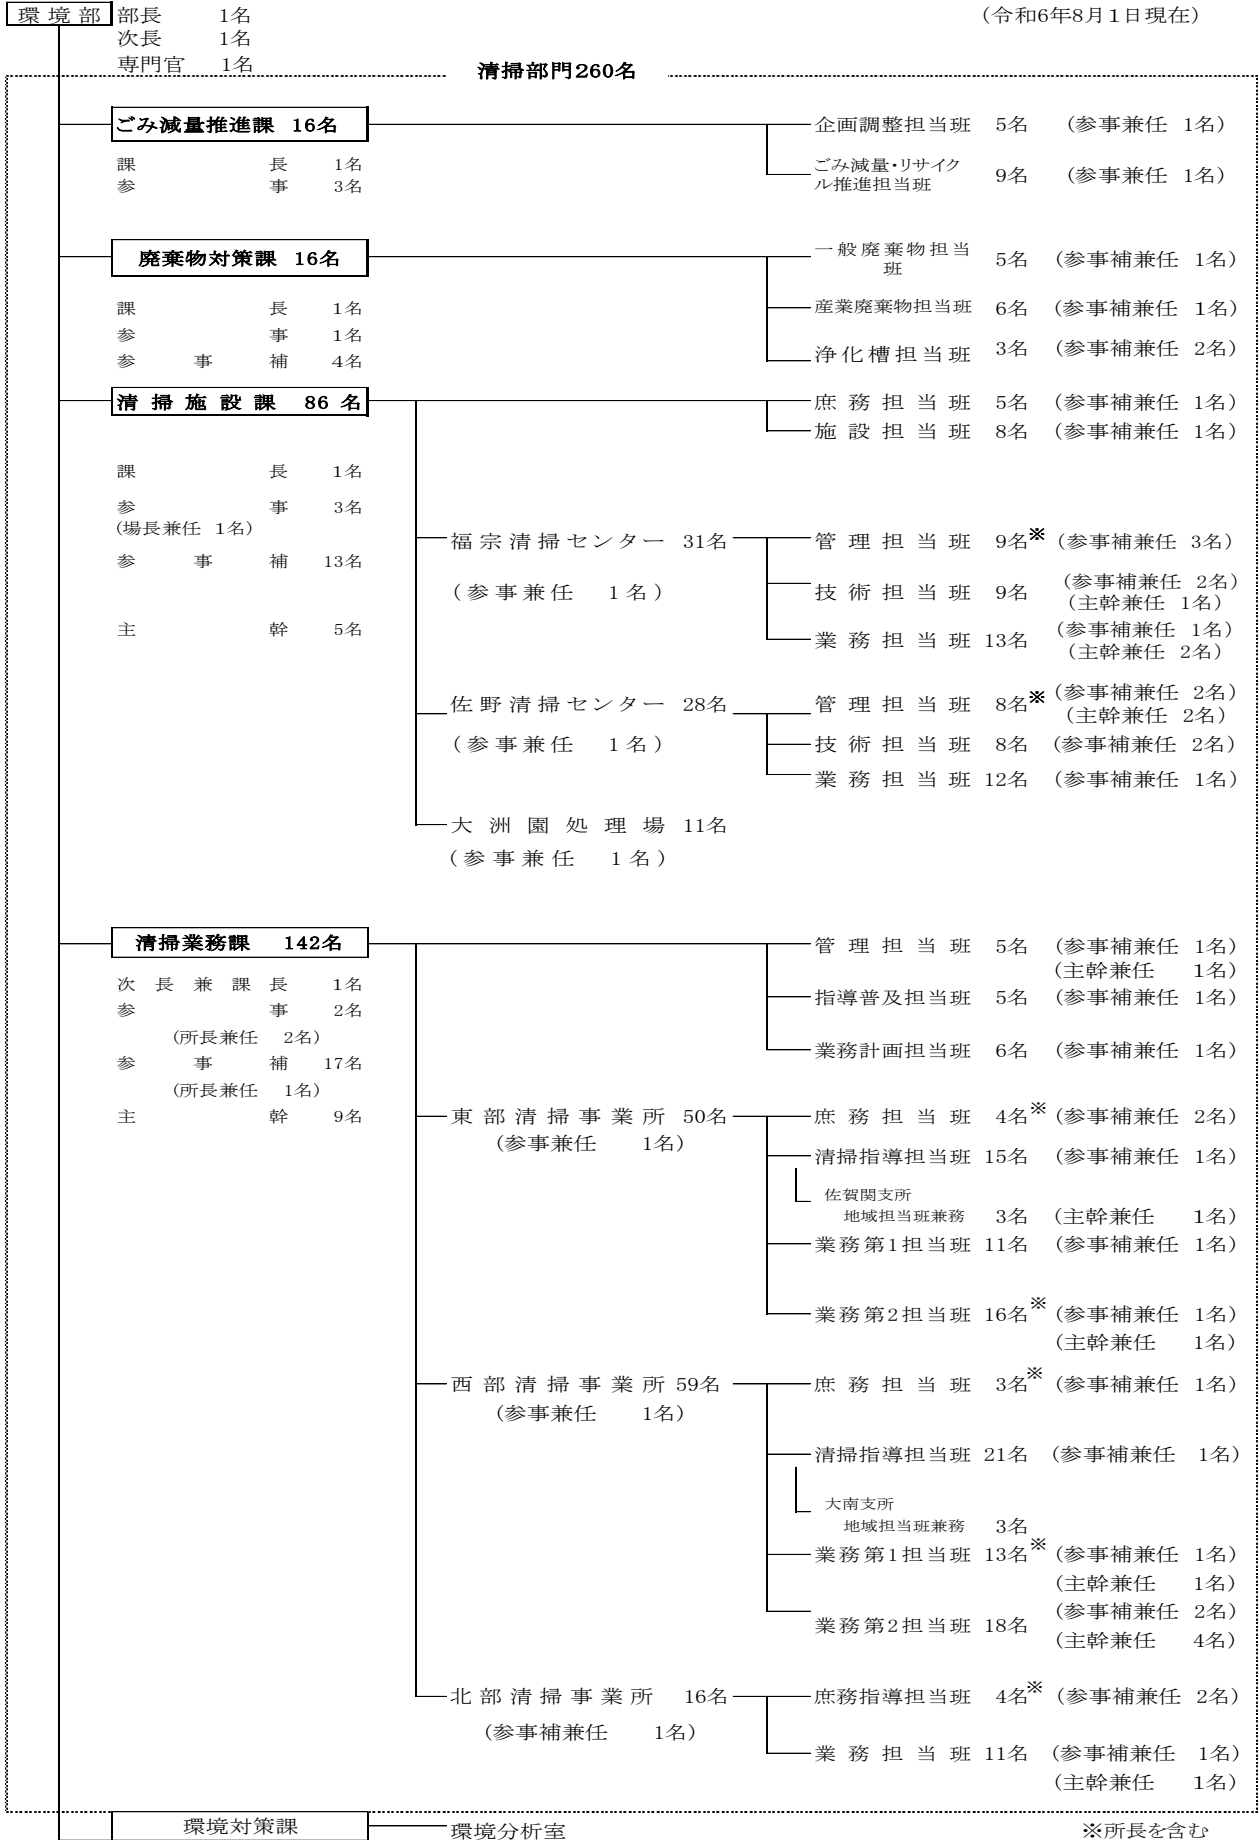 環境部 部長 1名 (令和6年8月1日現在)
次長 1名
専門官 1名
清掃部門260名
ごみ減量推進課 16名 企画調整担当班 5名 (参事兼任 1名)
課長 1名 ごみ減量・リサイク
ル推進担当班 9名 (参事兼任 1名)
参事 3名
廃棄物対策課 16名 一般廃棄物担当
班 5名 (参事補兼任 1名)
課長 1名 産業廃棄物担当班 6名 (参事補兼任 1名)
参事 1名
参事補 4名 浄化槽担当班 3名 (参事補兼任 2名)
清掃施設課 86名 庶務担当班 5名 (参事補兼任 1名)
施設担当班 8名 (参事補兼任 1名)
課長 1名
参事 3名
(場長兼任 1名)
福宗清掃センター 31名 管理担当班 9名※ (参事補兼任 3名)
参事補 13名
(参事兼任 1名) 技術担当班 9名 (参事補兼任 2名)
(主幹兼任 1名)
主幹 5名 業務担当班 13名 (参事補兼任 1名)
(主幹兼任 2名)
佐野清掃センター 28名 管理担当班 8名※ (参事補兼任 2名)
(主幹兼任 2名)
(参事兼任 1名) 技術担当班 8名 (参事補兼任 2名)
業務担当班 12名 (参事補兼任 1名)
大洲園処理場 11名
(参事兼任 1名)
清掃業務課 142名 管理担当班 5名 (参事補兼任 1名)
(主幹兼任 1名)
次長兼課長 1名
参事 2名 指導普及担当班 5名 (参事補兼任 1名)
(所長兼任 2名)
参事補 17名 業務計画担当班 6名 (参事補兼任 1名)
(所長兼任 1名)
主幹 9名 東部清掃事業所 50名 庶務担当班 4名※ (参事補兼任 2名)
(参事兼任 1名) 清掃指導担当班 15名 (参事補兼任 1名)
佐賀関支所
地域担当班兼務 3名 (主幹兼任 1名)
業務第1担当班 11名 (参事補兼任 1名)
業務第2担当班 16名※ (参事補兼任 1名)
(主幹兼任 1名)
西部清掃事業所 59名 庶務担当班 3名※ (参事補兼任 1名)
(参事兼任 1名)
清掃指導担当班 21名 (参事補兼任 1名)
大南支所
地域担当班兼務 3名
業務第1担当班 13名※ (参事補兼任 1名)
(主幹兼任 1名)
業務第2担当班 18名 (参事補兼任 2名)
(主幹兼任 4名)
北部清掃事業所 16名 庶務指導担当班 4名※ (参事補兼任 2名)
(参事補兼任 1名)
業務担当班 11名 (参事補兼任 1名)
(主幹兼任 1名)
環境対策課 環境分析室 ※所長を含む